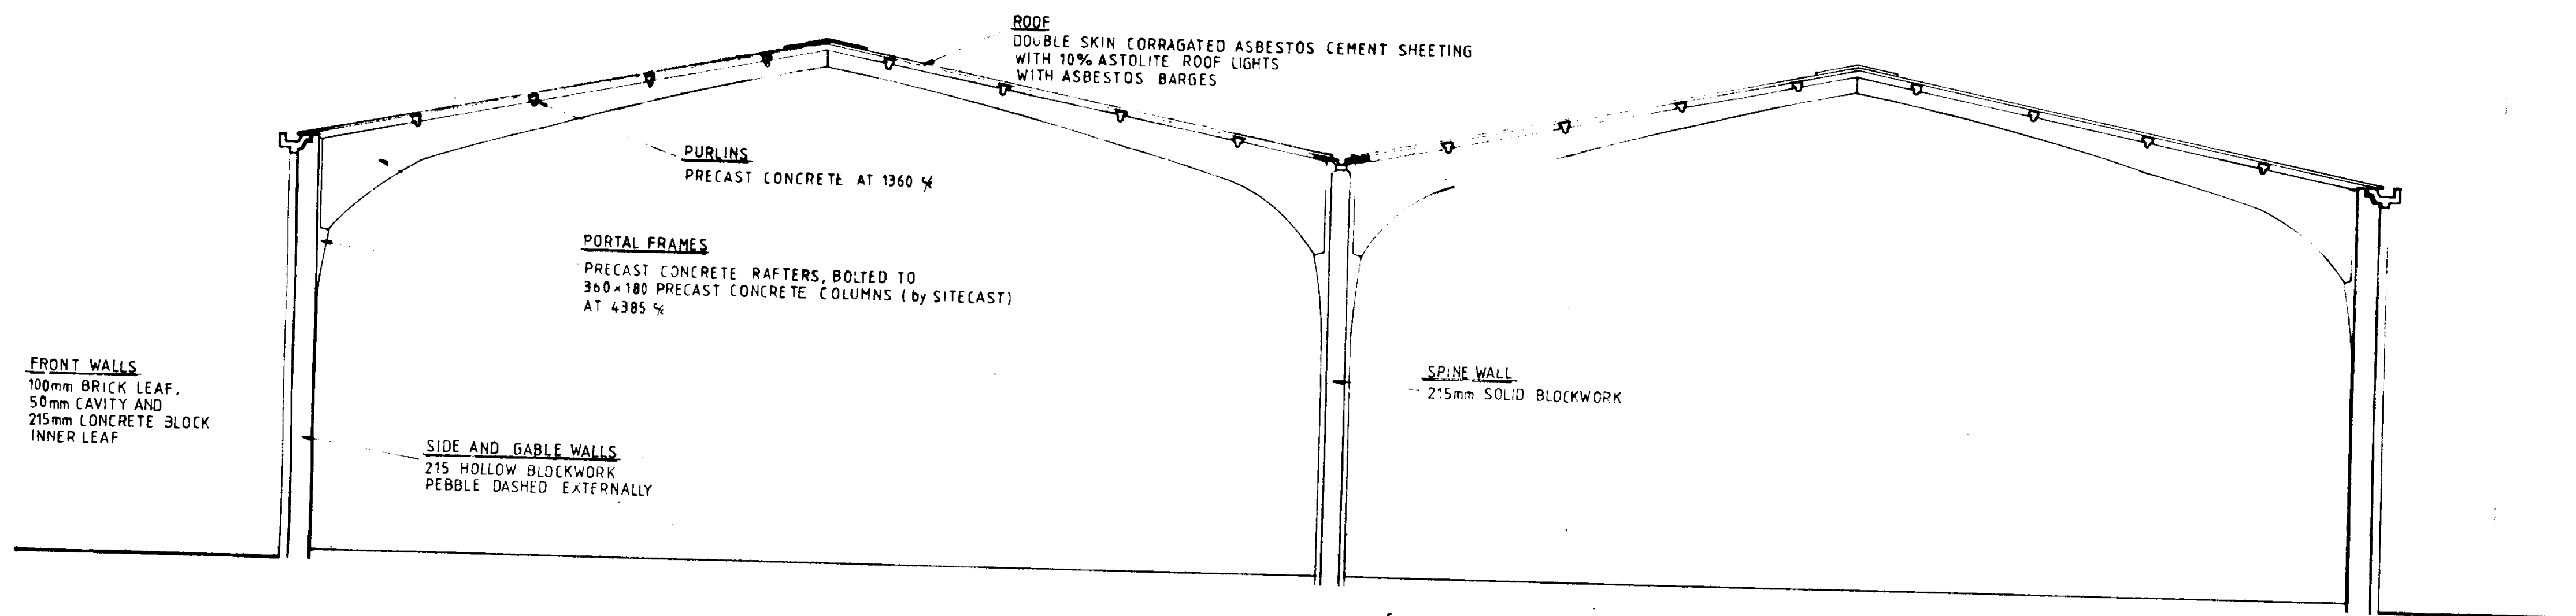 ROOF
DOUBLE SKIN CORRAGATED ASBESTOS CEMENT SHEETING
WITH 10% ASTOLITE ROOF LIGHTS
WITH ASBESTOS BARGES
PURLINS
PRECAST CONCRETE AT 1360 c/c
PORTAL FRAMES
PRECAST CONCRETE RAFTERS, BOLTED TO
360×180 PRECAST CONCRETE COLUMNS (by SITECAST)
AT 4385 c/c
FRONT WALLS
100mm BRICK LEAF,
50mm CAVITY AND
215mm CONCRETE BLOCK
INNER LEAF
SIDE AND GABLE WALLS
215 HOLLOW BLOCKWORK
PEBBLE DASHED EXTERNALLY
SPINE WALL
215mm SOLID BLOCKWORK